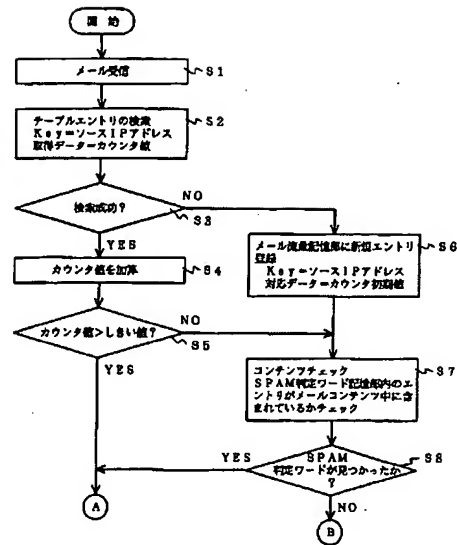 開始
メール受信
S1
テーブルエントリの検索
Key=ソースIPアドレス
取得データ=カウンタ値
S2
検索成功?
S3
NO
YES
カウンタ値を加算
S4
メール流量記憶部に新規エントリ
登録
Key=ソースIPアドレス
対応データ=カウンタ初期値
S6
カウンタ値>しきい値?
S5
NO
YES
コンテンツチェック
SPAM判定ワード記憶部内のエ
ントリがメールコンテンツ中に含
まれているかチェック
S7
SPAM
判定ワードが見つかったか
?
S8
YES
NO
A
B